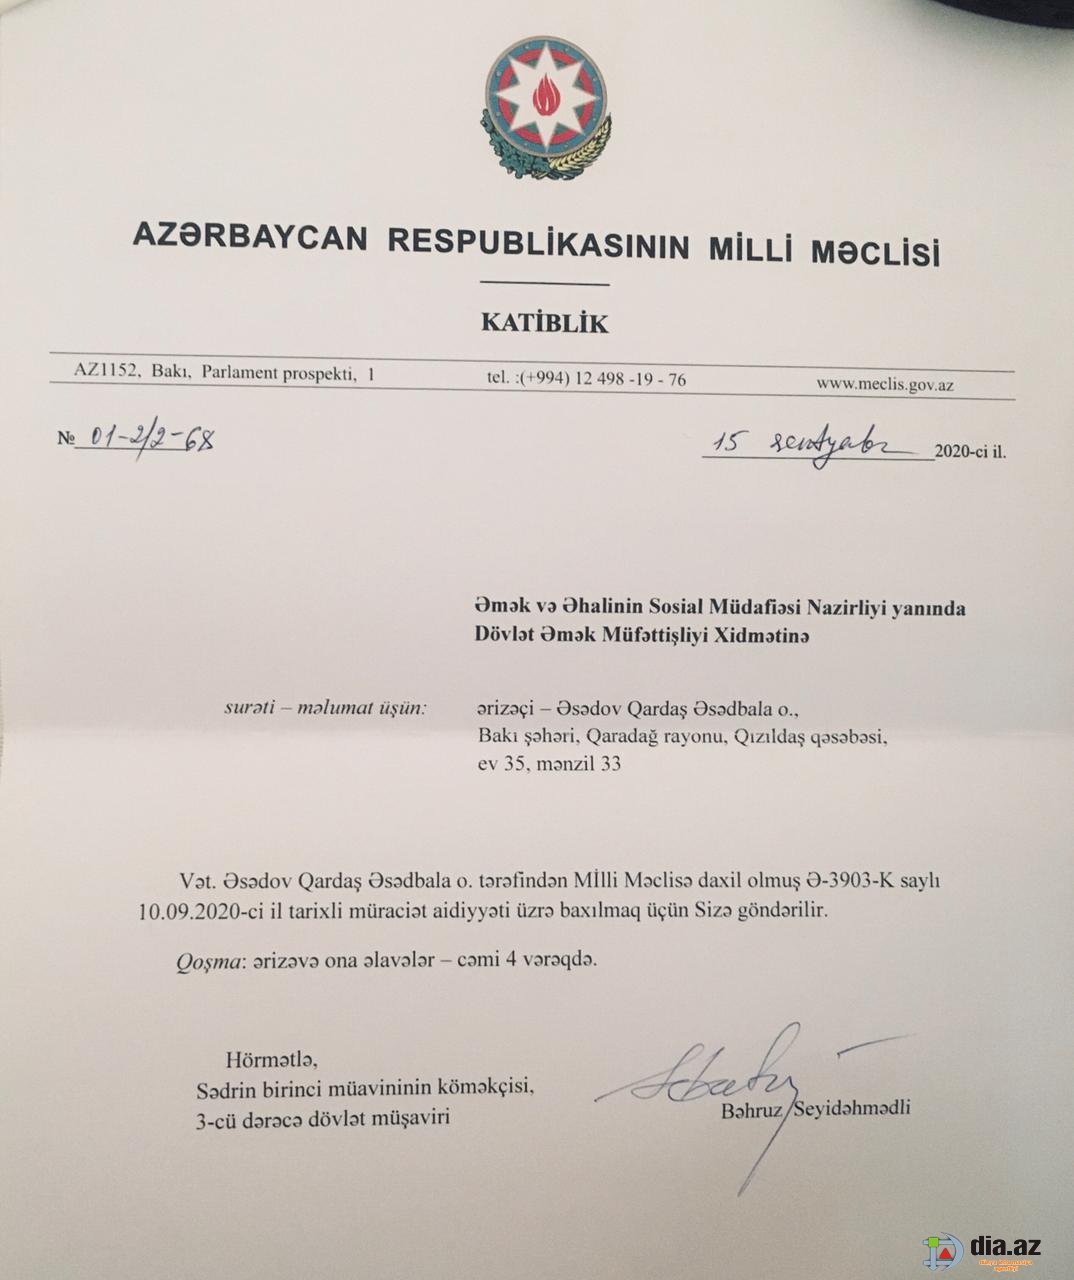 AZƏRBAYCAN RESPUBLİKASININ MİLLİ MƏCLİSİ
KATİBLİK
AZ1152, Bakı, Parlament prospekti, 1 tel. :(+994) 12 498 -19 - 76 www.meclis.gov.az
№ 01-2/2-68 15 sentyabr 2020-ci il.
Əmək və Əhalinin Sosial Müdafiəsi Nazirliyi yanında
Dövlət Əmək Müfəttişliyi Xidmətinə
surəti – məlumat üşün: ərizəçi – Əsədov Qardaş Əsədbala o.,
Bakı şəhəri, Qaradağ rayonu, Qızıldaş qəsəbəsi,
ev 35, mənzil 33
Vət. Əsədov Qardaş Əsədbala o. tərəfindən Mİlli Məclisə daxil olmuş Ə-3903-K saylı
10.09.2020-ci il tarixli müraciət aidiyyəti üzrə baxılmaq üçün Sizə göndərilir.
Qoşma: ərizəvə ona əlavələr – cəmi 4 vərəqdə.
Hörmətlə,
Sədrin birinci müavininin köməkçisi,
3-cü dərəcə dövlət müşaviri
Bəhruz Seyidəhmədli
dia.az